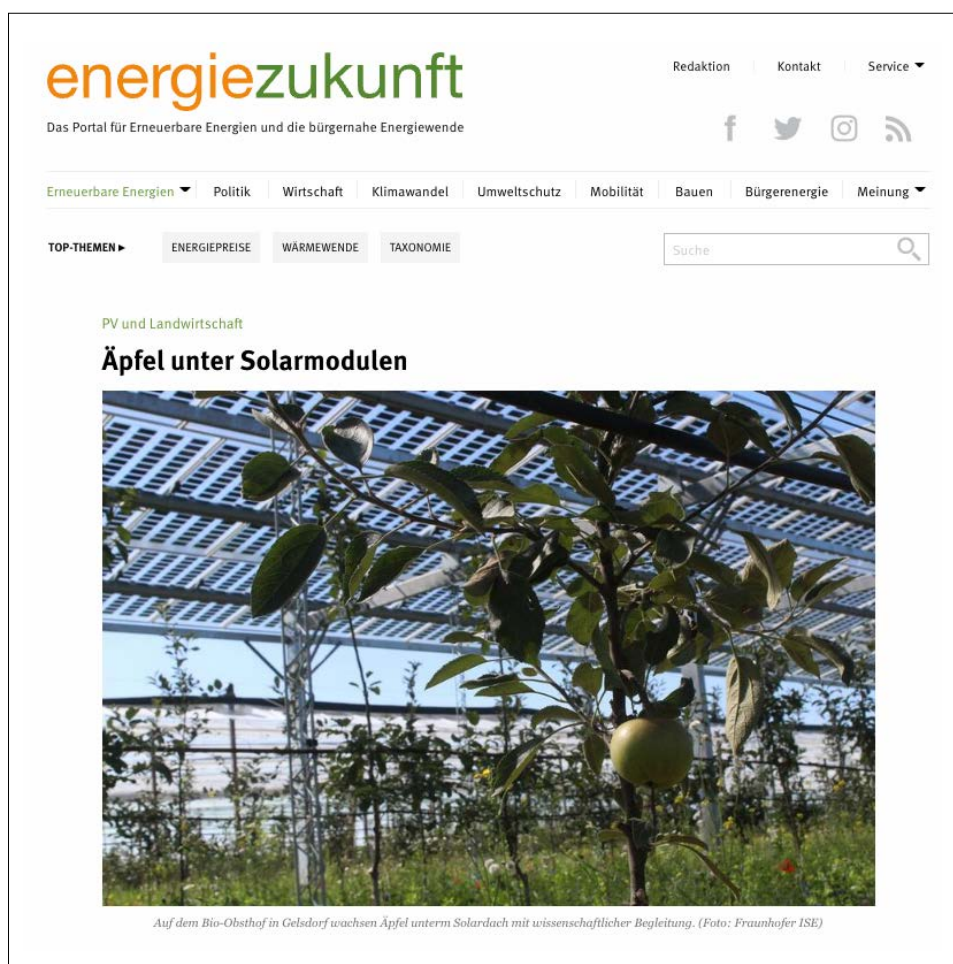 energiezukunft
Das Portal für Erneuerbare Energien und die bürgernahe Energiewende
Redaktion Kontakt Service
Erneuerbare Energien Politik Wirtschaft Klimawandel Umweltschutz Mobilität Bauen Bürgerenergie Meinung
TOP-THEMEN ENERGIEPREISE WÄRMEWENDE TAXONOMIE Suche
PV und Landwirtschaft
Äpfel unter Solarmodulen
Auf dem Bio-Obsthof in Gelsdorf wachsen Äpfel unterm Solardach mit wissenschaftlicher Begleitung. (Foto: Fraunhofer ISE)